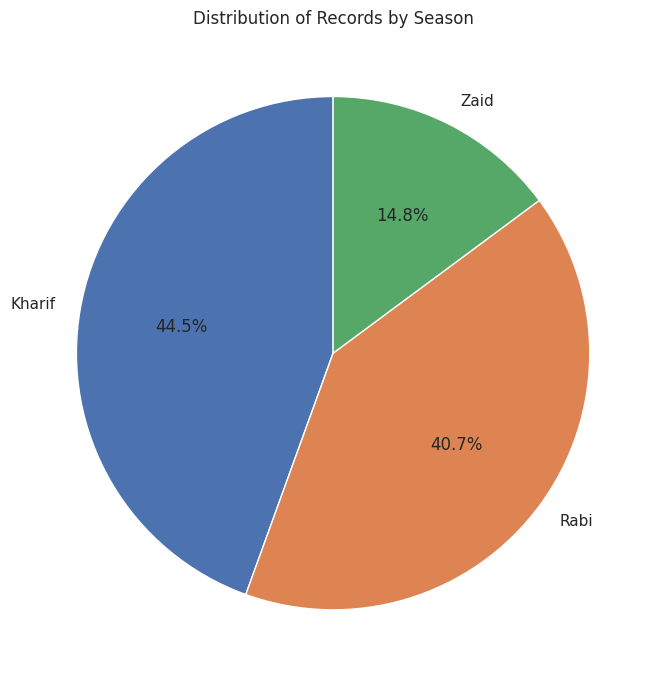 Distribution of Records by Season
Zaid
14.8%
Kharif
44.5%
40.7%
Rabi